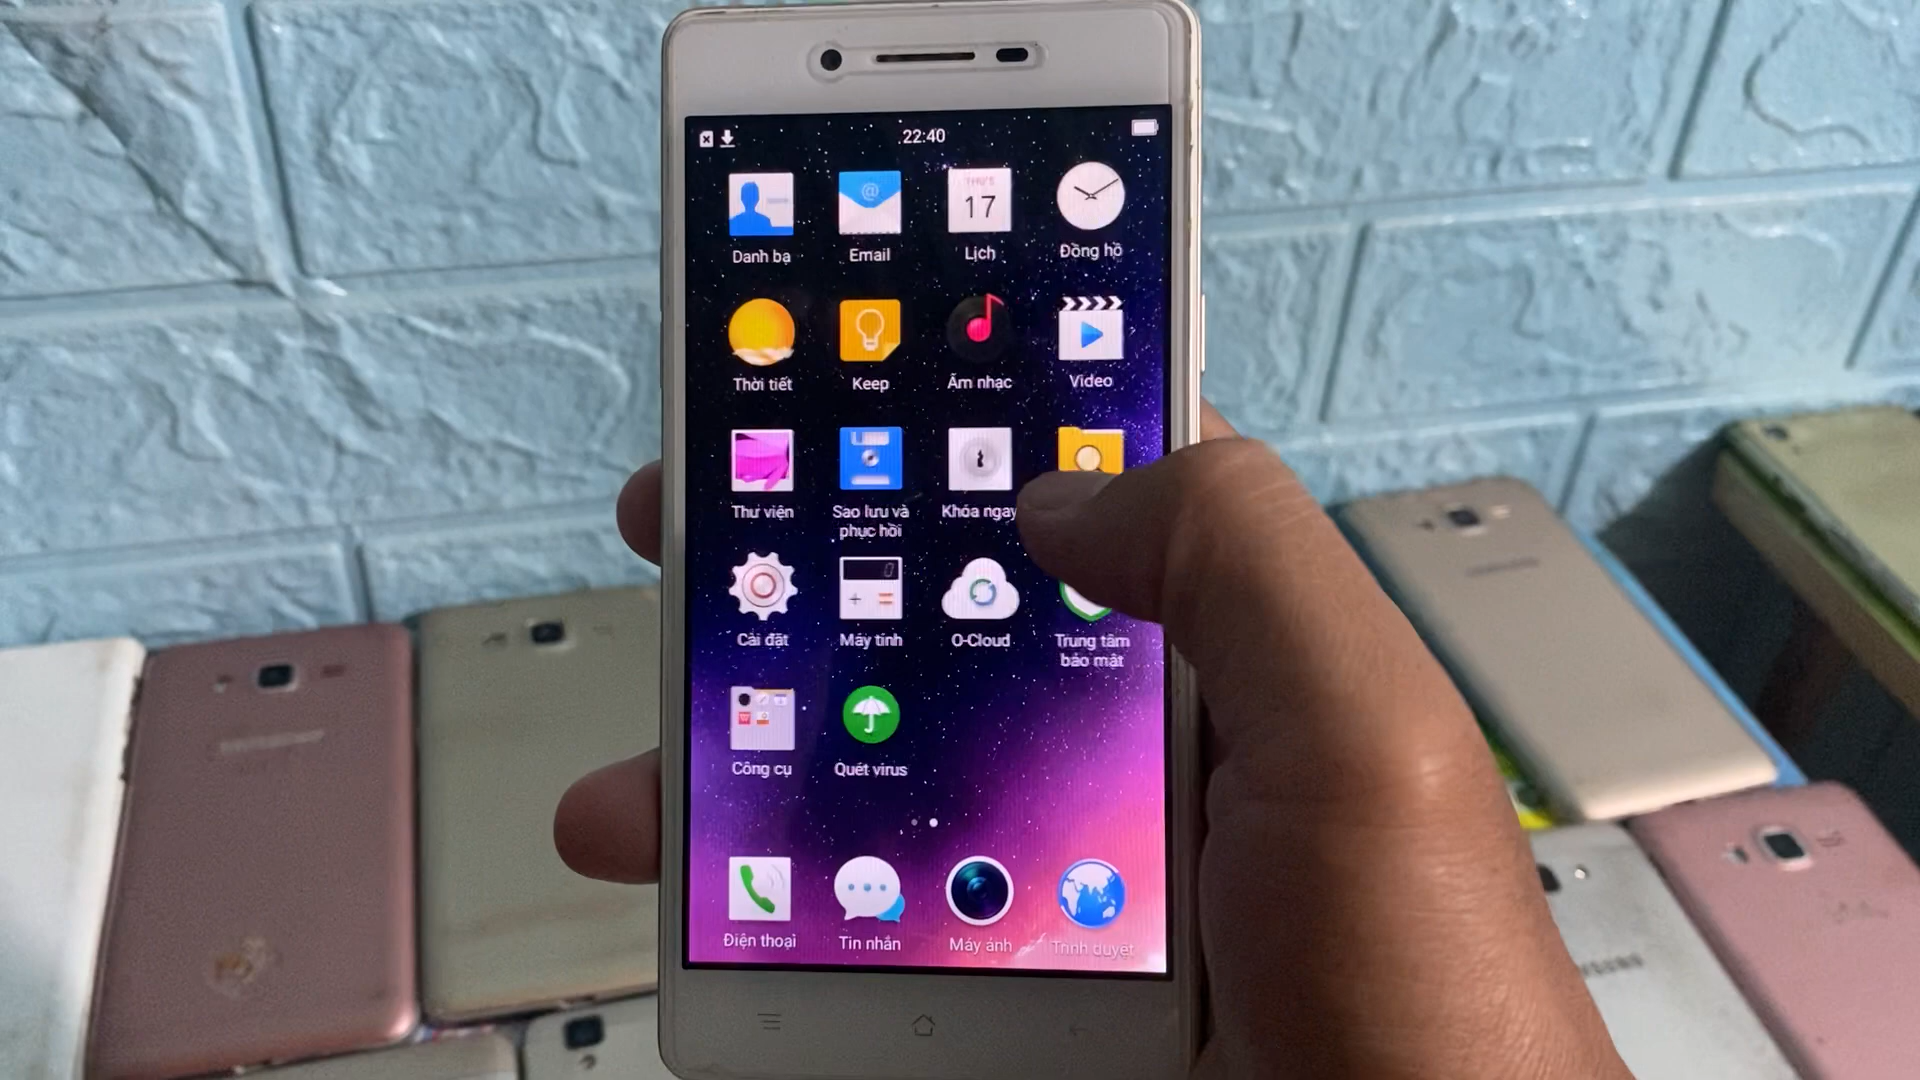 22:40
17
Danh bạ
Email
@
Lịch
Đồng hồ
Thời tiết
Keep
Âm nhạc
Video
Thư viện
Sao lưu và
phục hồi
Khóa ngay
0
Cài đặt
Máy tính
O-Cloud
Trung tâm
bảo mật
Công cụ
Quét virus
Điện thoại
Tin nhắn
Máy ảnh
Trình duyệt